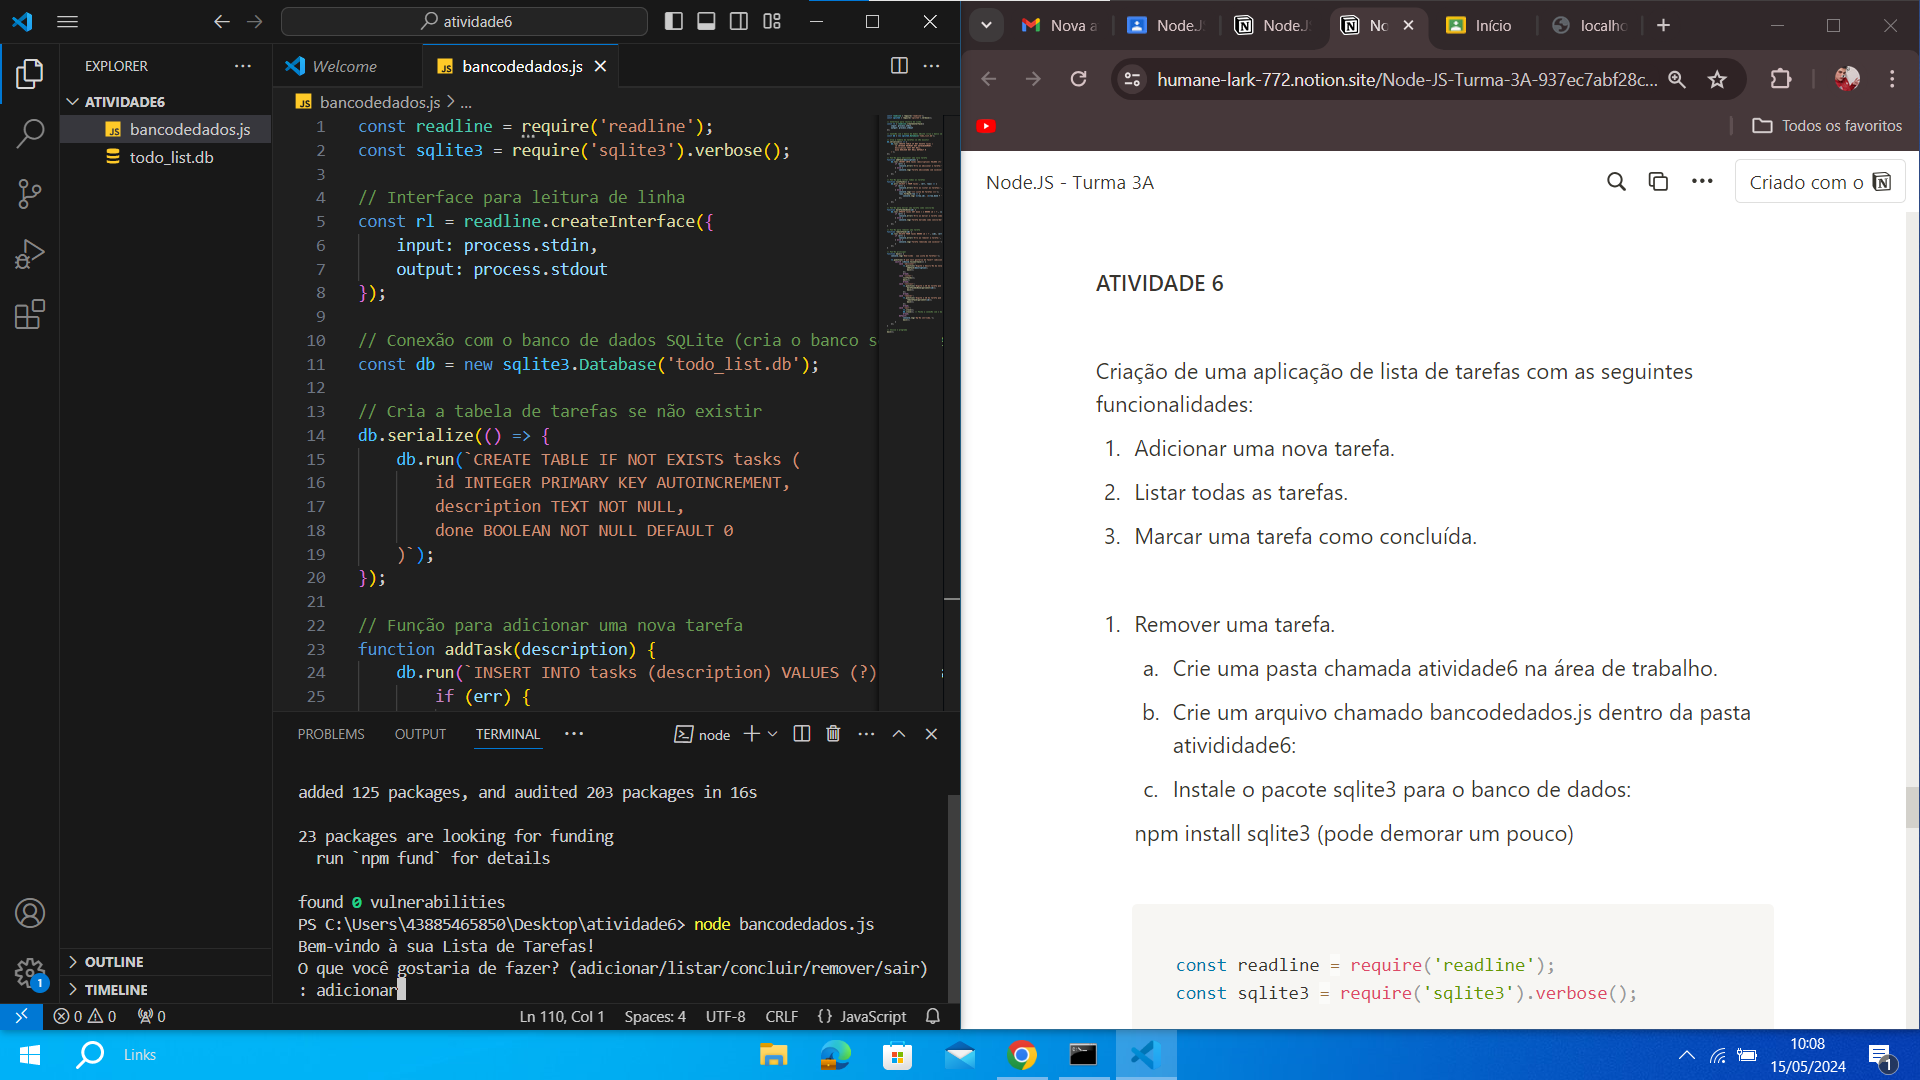 atividade6
EXPLORER
ATIVIDADE6
bancodedados.js
todo_list.db
OUTLINE
TIMELINE
Welcome
bancodedados.js
bancodedados.js > ...
1 const readline = require('readline');
2 const sqlite3 = require('sqlite3').verbose();
3
4 // Interface para leitura de linha
5 const rl = readline.createInterface({
6 input: process.stdin,
7 output: process.stdout
8 });
9
10 // Conexão com o banco de dados SQLite (cria o banco s
11 const db = new sqlite3.Database('todo_list.db');
12
13 // Cria a tabela de tarefas se não existir
14 db.serialize(() => {
15 db.run(`CREATE TABLE IF NOT EXISTS tasks (
16 id INTEGER PRIMARY KEY AUTOINCREMENT,
17 description TEXT NOT NULL,
18 done BOOLEAN NOT NULL DEFAULT 0
19 )`);
20 });
21
22 // Função para adicionar uma nova tarefa
23 function addTask(description) {
24 db.run(`INSERT INTO tasks (description) VALUES (?)
25 if (err) {
PROBLEMS OUTPUT TERMINAL ... node
added 125 packages, and audited 203 packages in 16s
23 packages are looking for funding
run `npm fund` for details
found 0 vulnerabilities
PS C:\Users\43885465850\Desktop\atividade6> node bancodedados.js
Bem-vindo à sua Lista de Tarefas!
O que você gostaria de fazer? (adicionar/listar/concluir/remover/sair)
: adicionar
1
0 0 0 Ln 110, Col 1 Spaces: 4 UTF-8 CRLF {} JavaScript
Nova a Node.J Node.J No Início localho
humane-lark-772.notion.site/Node-JS-Turma-3A-937ec7abf28c...
Todos os favoritos
Node.JS - Turma 3A
Criado com o
ATIVIDADE 6
Criação de uma aplicação de lista de tarefas com as seguintes
funcionalidades:
1. Adicionar uma nova tarefa.
2. Listar todas as tarefas.
3. Marcar uma tarefa como concluída.
1. Remover uma tarefa.
a. Crie uma pasta chamada atividade6 na área de trabalho.
b. Crie um arquivo chamado bancodedados.js dentro da pasta
ativididade6:
c. Instale o pacote sqlite3 para o banco de dados:
npm install sqlite3 (pode demorar um pouco)
const readline = require('readline');
const sqlite3 = require('sqlite3').verbose();
Links
10:08
15/05/2024
1